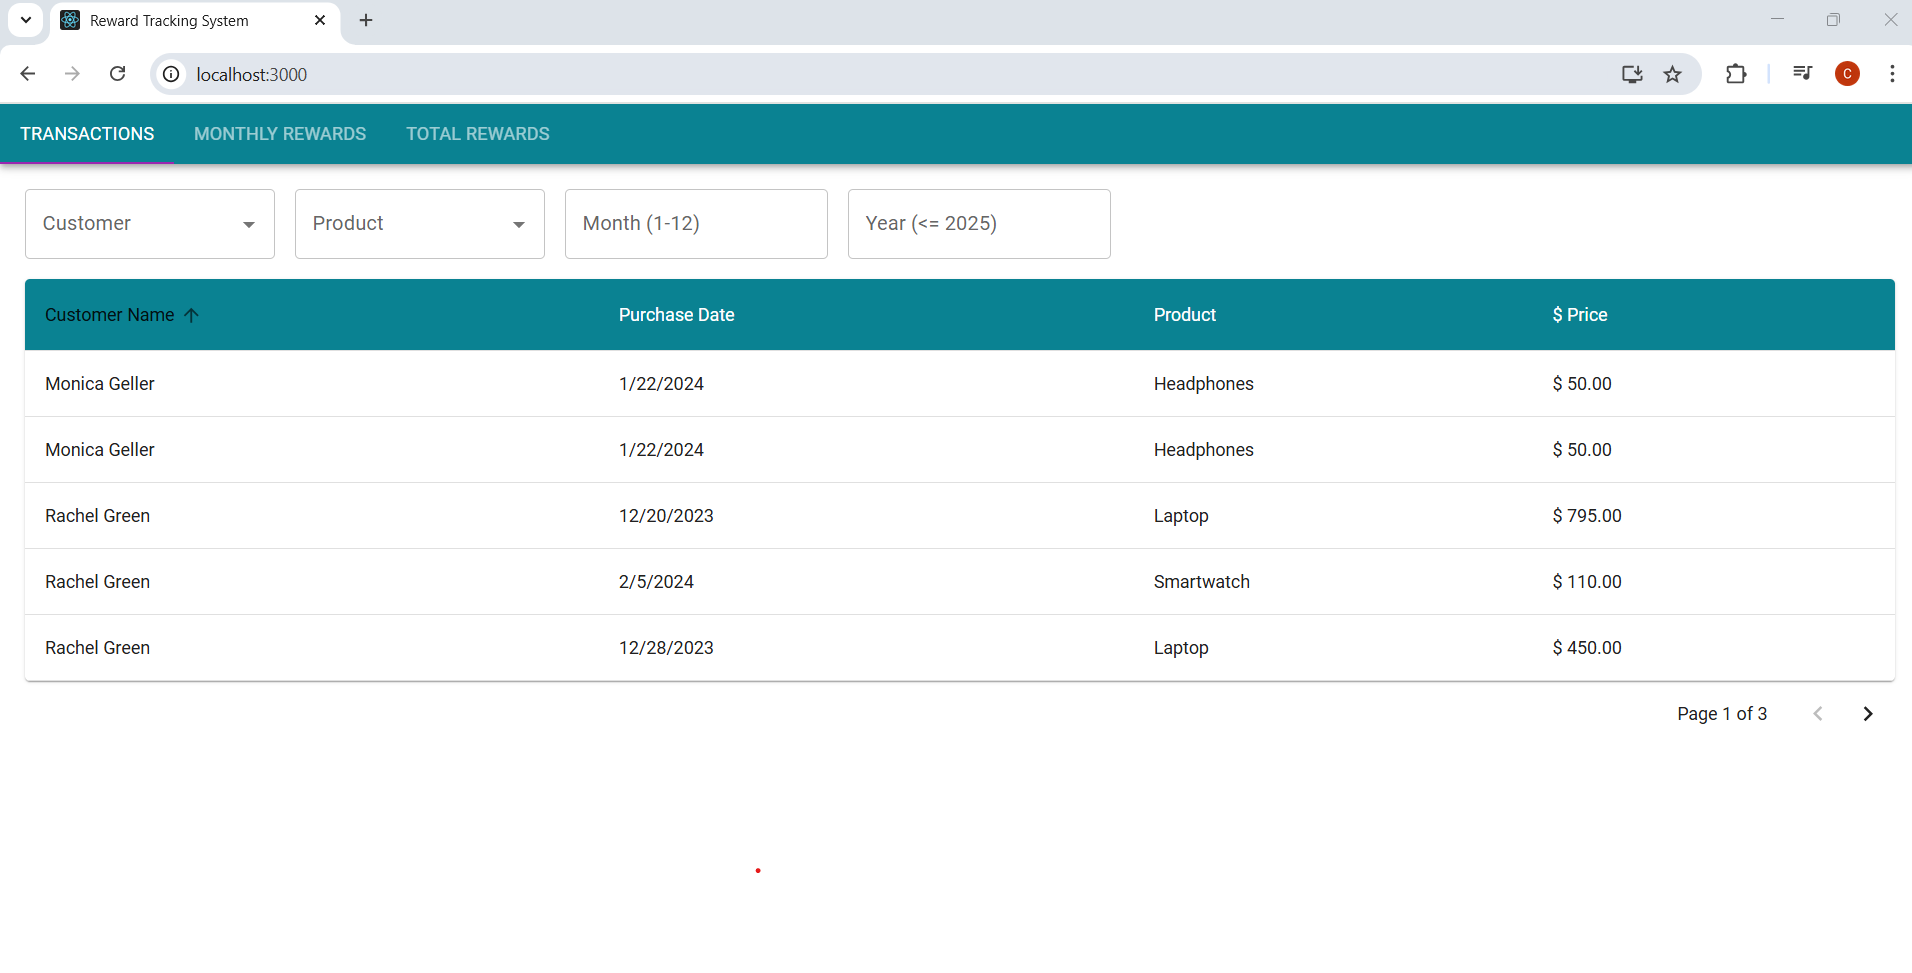 Reward Tracking System
localhost:3000
C
TRANSACTIONS MONTHLY REWARDS TOTAL REWARDS
Customer Product Month (1-12) Year (<= 2025)
Customer Name Purchase Date Product $ Price
Monica Geller 1/22/2024 Headphones $ 50.00
Monica Geller 1/22/2024 Headphones $ 50.00
Rachel Green 12/20/2023 Laptop $ 795.00
Rachel Green 2/5/2024 Smartwatch $ 110.00
Rachel Green 12/28/2023 Laptop $ 450.00
Page 1 of 3